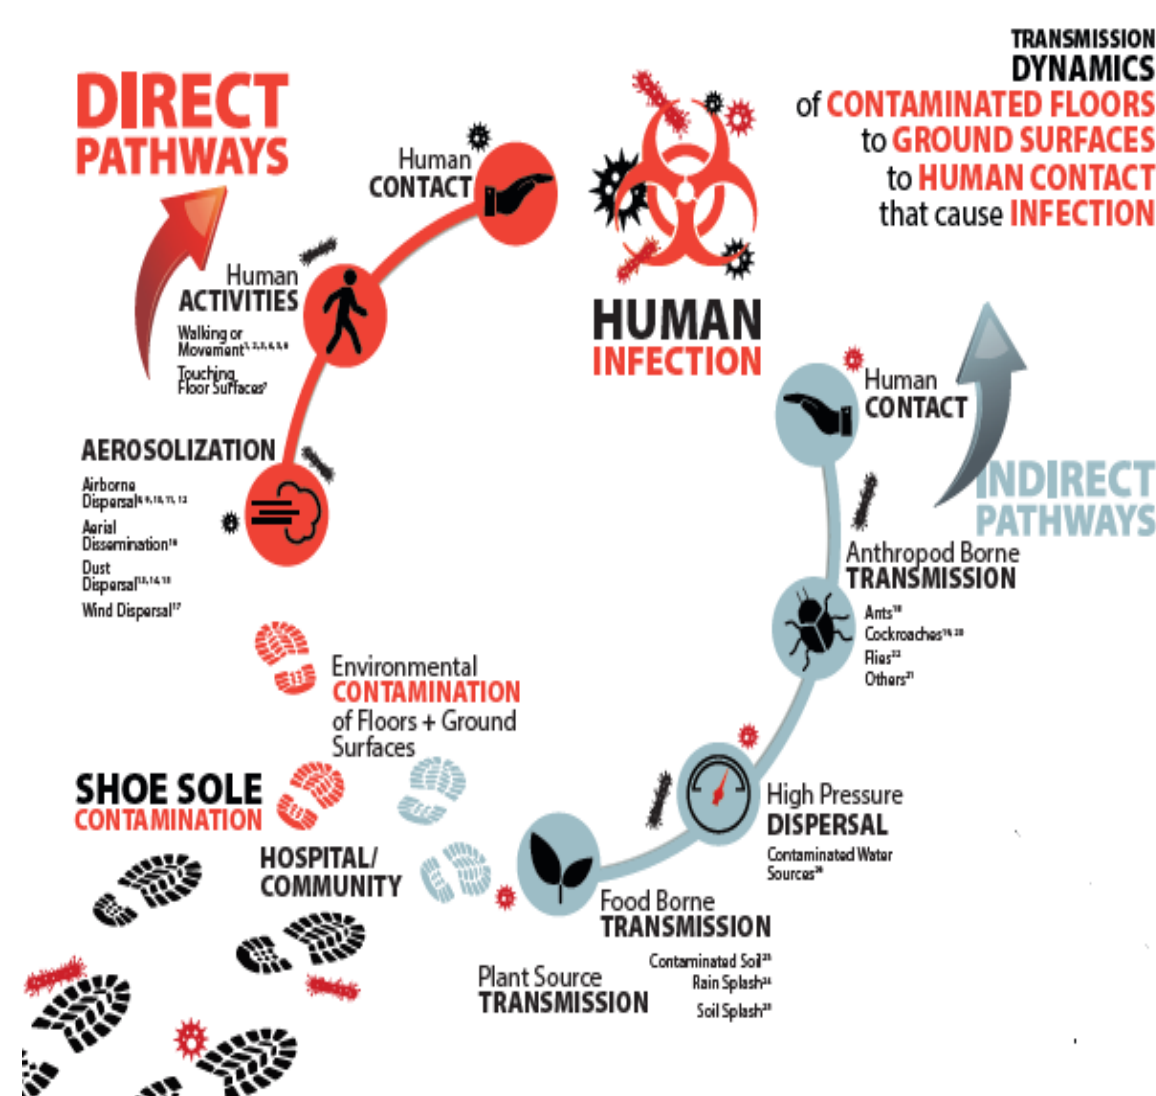 TRANSMISSION
DYNAMICS
of CONTAMINATED FLOORS
to GROUND SURFACES
to HUMAN CONTACT
that cause INFECTION
DIRECT
PATHWAYS
Human
CONTACT
Human
ACTIVITIES
Walking or
Movement
Touching
Floor Surfaces⁷
AEROSOLIZATION
Airborne
Dispersal
Aerial
Dissemination
Dust
Dispersal
Wind Dispersal¹⁷
HUMAN
INFECTION
Human
CONTACT
INDIRECT
PATHWAYS
Anthropod Borne
TRANSMISSION
Ants
Cockroaches
Flies
Others²¹
High Pressure
DISPERSAL
Contaminated Water
Sources
Food Borne
TRANSMISSION
Contaminated Soil
Rain Splash
Soil Splash
Plant Source
TRANSMISSION
Environmental
CONTAMINATION
of Floors + Ground
Surfaces
SHOE SOLE
CONTAMINATION
HOSPITAL/
COMMUNITY